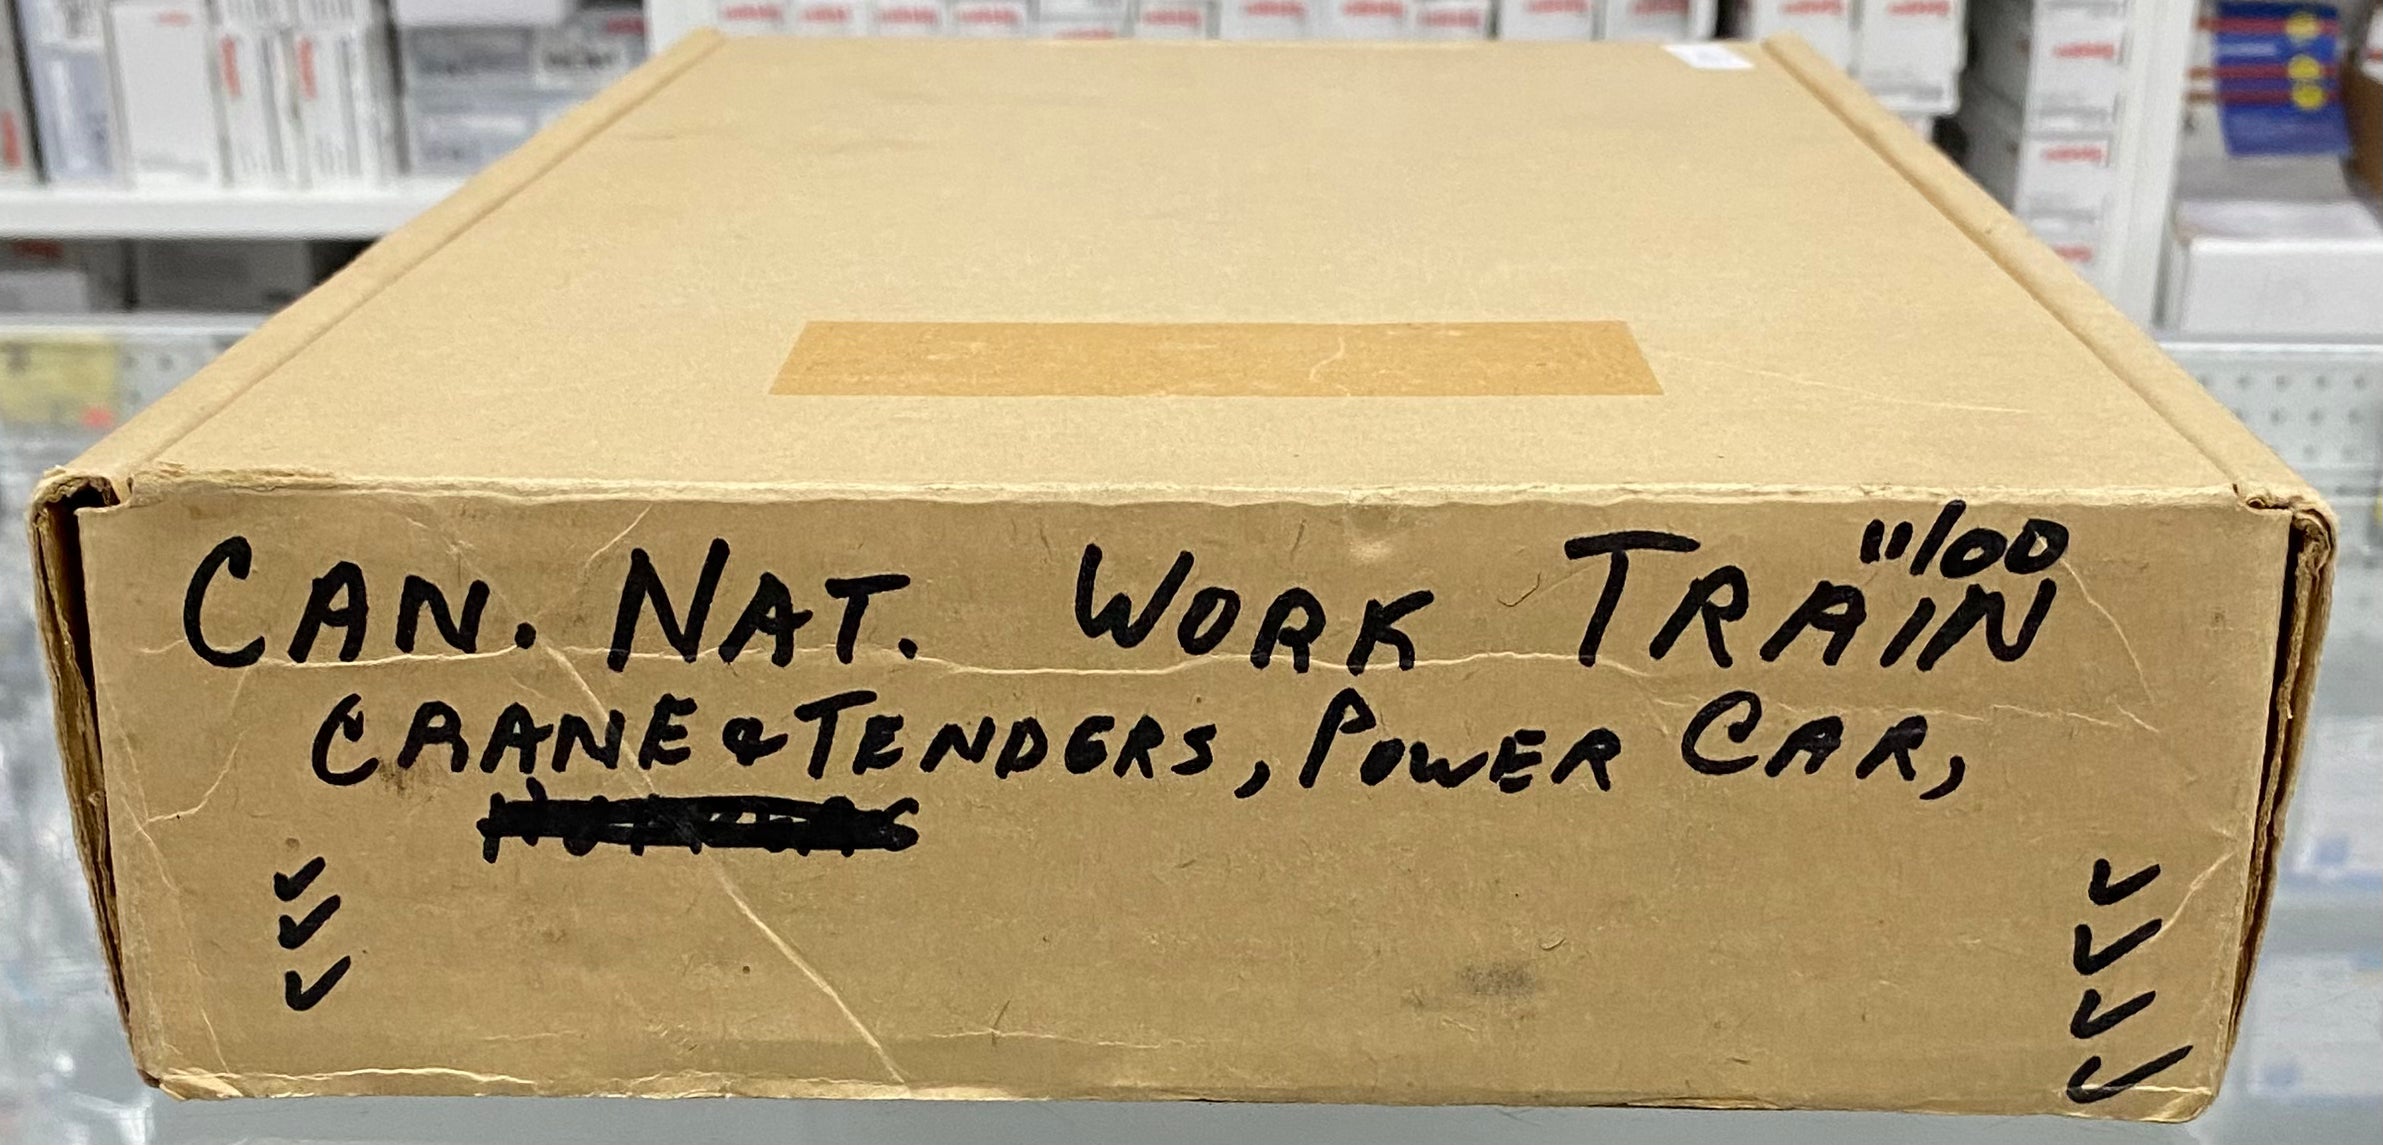 11/00
CAN. NAT. WORK TRAIN
CRANE & TENDERS, POWER CAR,